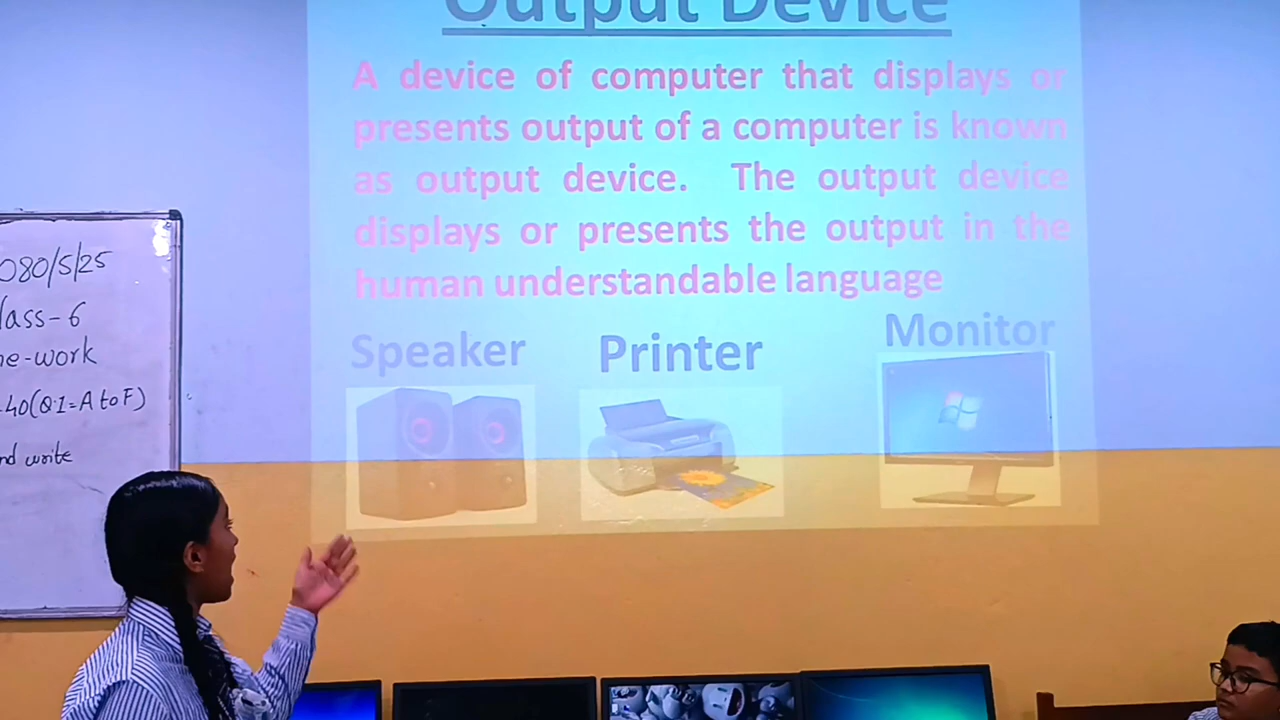 Output Device
A device of computer that displays or
presents output of a computer is known
as output device. The output device
displays or presents the output in the
human understandable language
Speaker Printer Monitor
080/5/25
lass-6
me-work
40(Q.1=A to F)
nd write